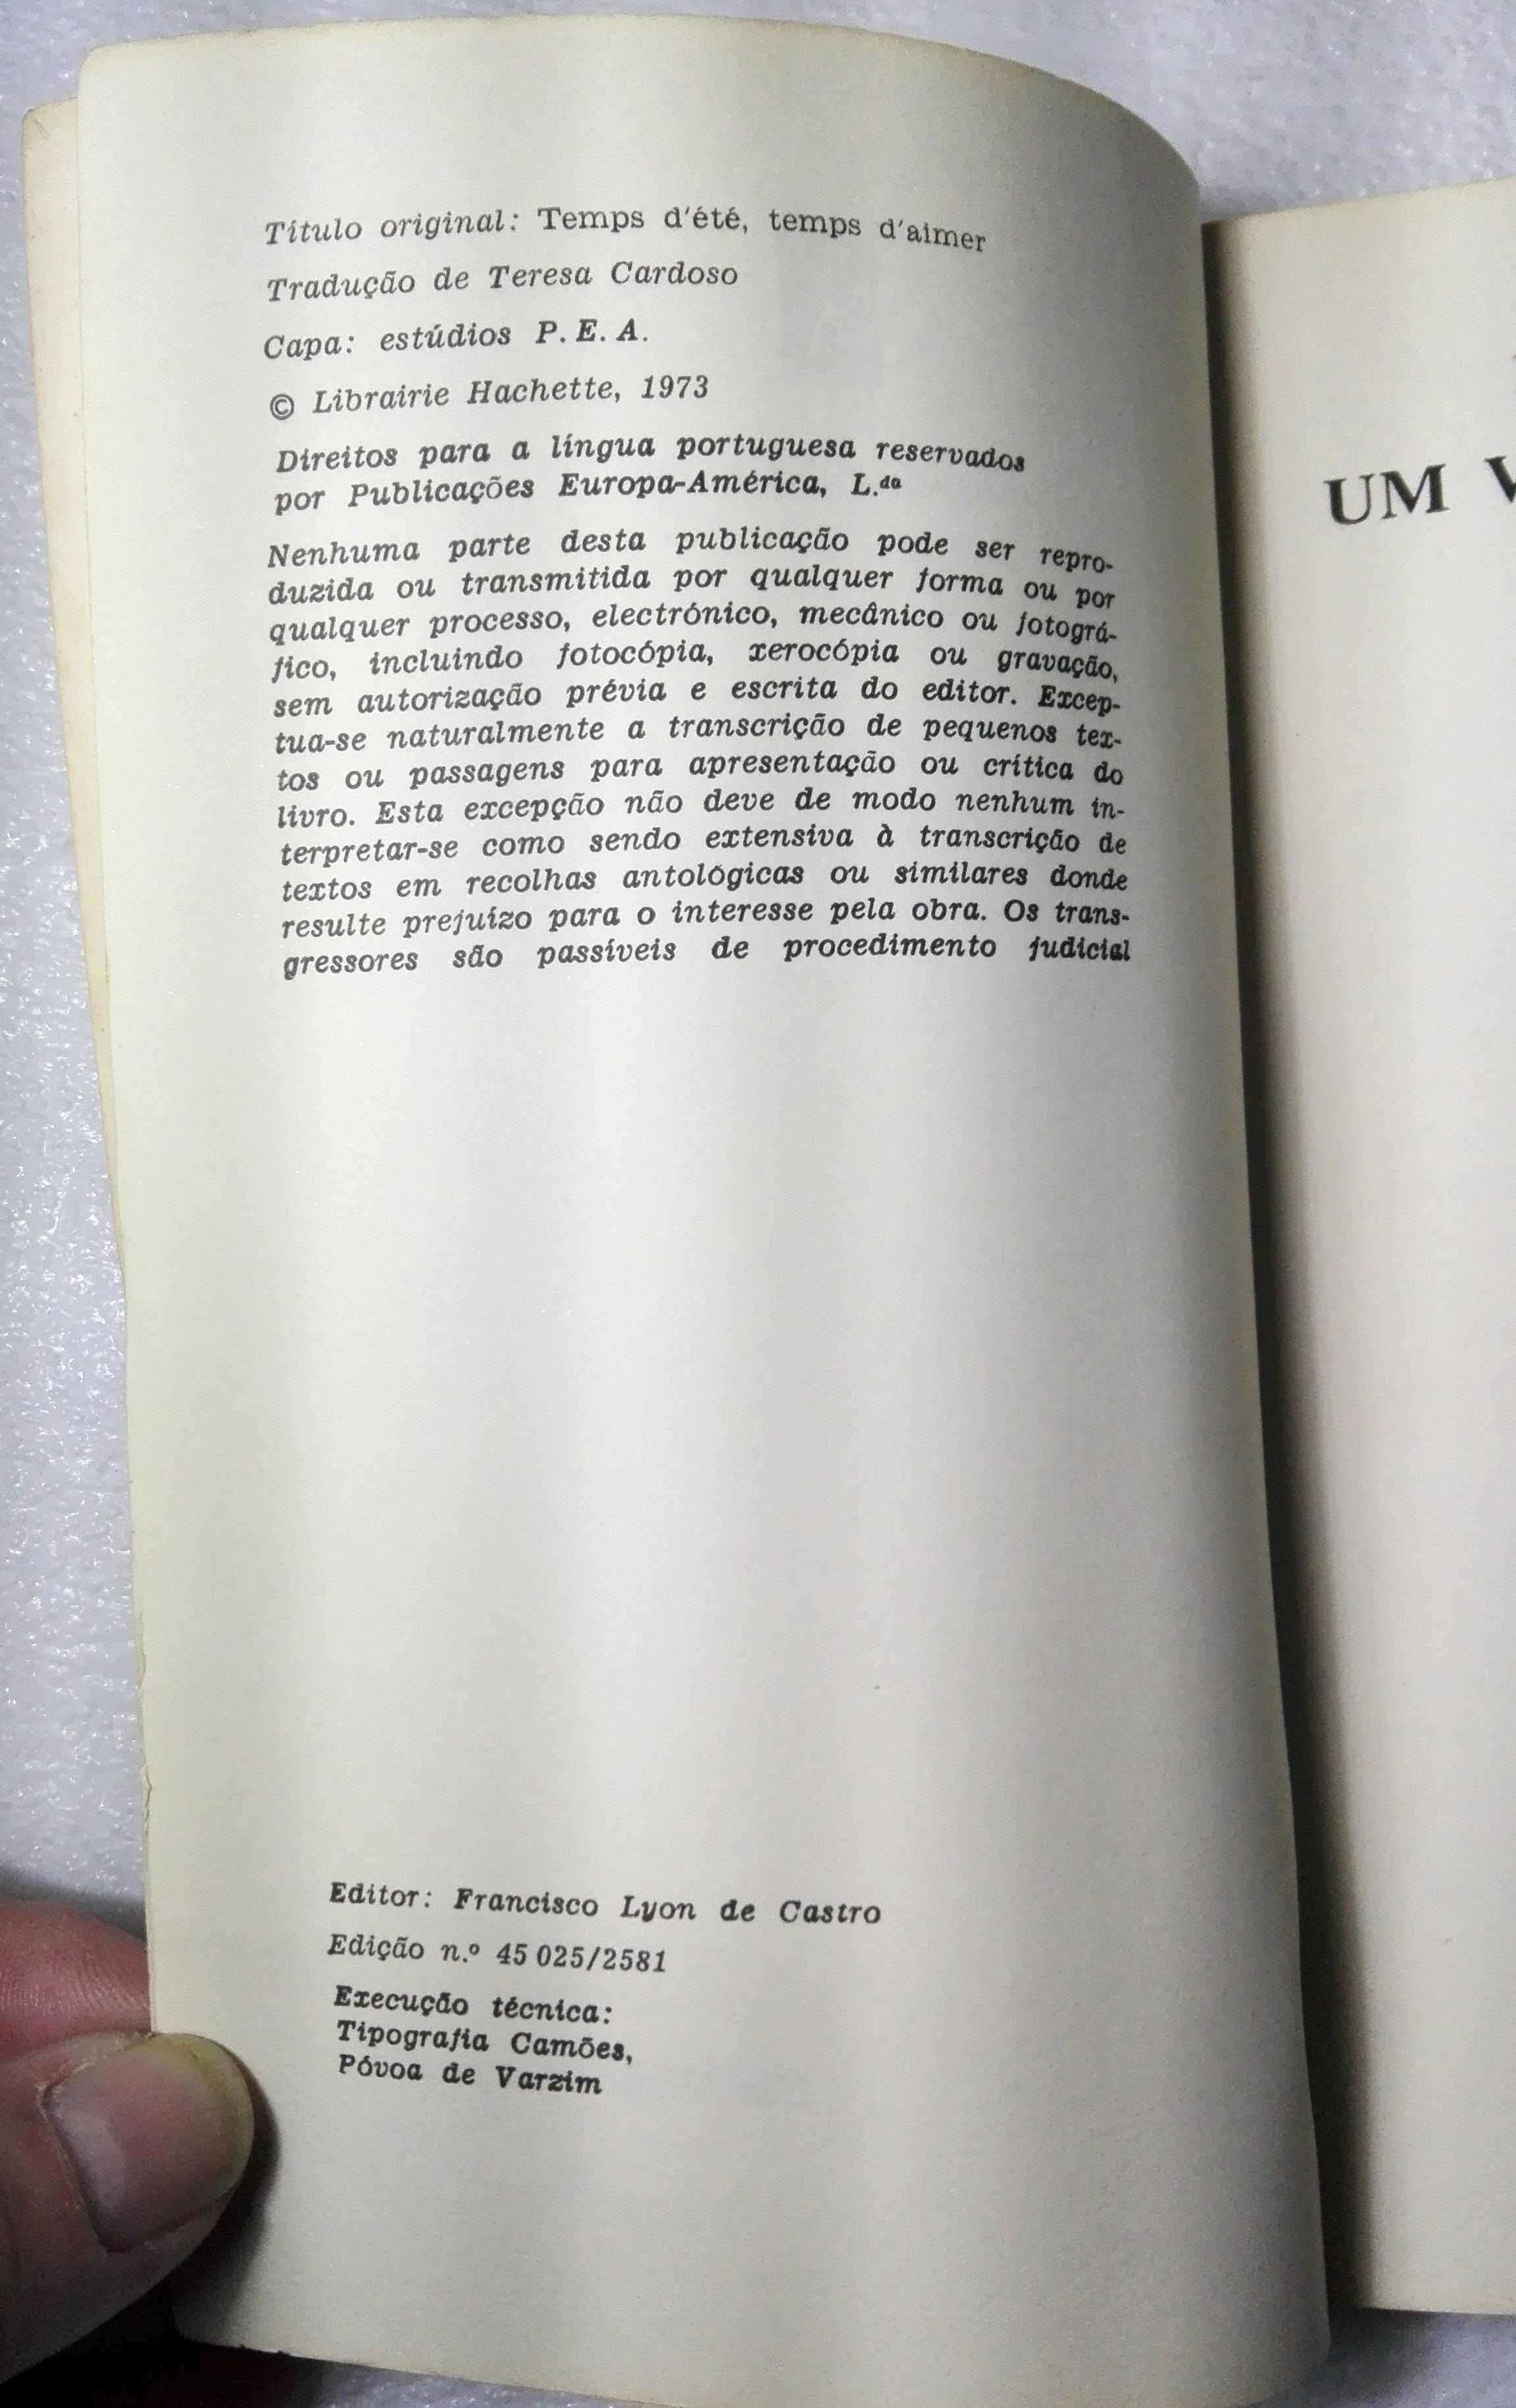 Título original: Temps d'été, temps d'aimer
Tradução de Teresa Cardoso
Capa: estúdios P. E. A.
© Librairie Hachette, 1973
Direitos para a língua portuguesa reservados
por Publicações Europa-América, L.da
Nenhuma parte desta publicação pode ser repro-
duzida ou transmitida por qualquer forma ou por
qualquer processo, electrónico, mecânico ou fotográ-
fico, incluindo fotocópia, xerocópia ou gravação,
sem autorização prévia e escrita do editor. Excep-
tua-se naturalmente a transcrição de pequenos tex-
tos ou passagens para apresentação ou crítica do
livro. Esta excepção não deve de modo nenhum in-
terpretar-se como sendo extensiva à transcrição de
textos em recolhas antológicas ou similares donde
resulte prejuízo para o interesse pela obra. Os trans-
gressores são passíveis de procedimento judicial
Editor: Francisco Lyon de Castro
Edição n.º 45 025/2581
Execução técnica:
Tipografia Camões,
Póvoa de Varzim
UM